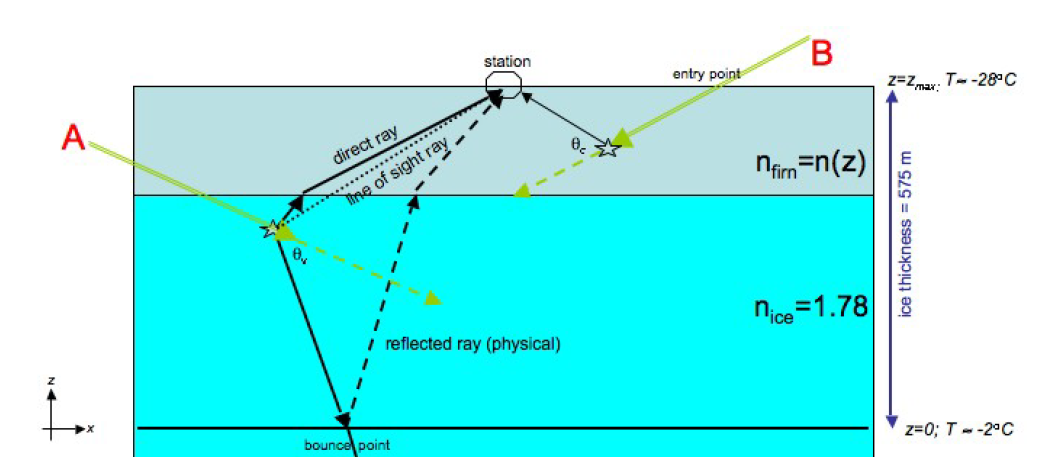 station
entry point
B
z=z_max; T≈ -28°C
A
direct ray
line of sight ray
θ_c
n_firn=n(z)
θ_v
ice thickness = 575 m
n_ice=1.78
reflected ray (physical)
z
x
z=0; T ≈ -2°C
bounce point